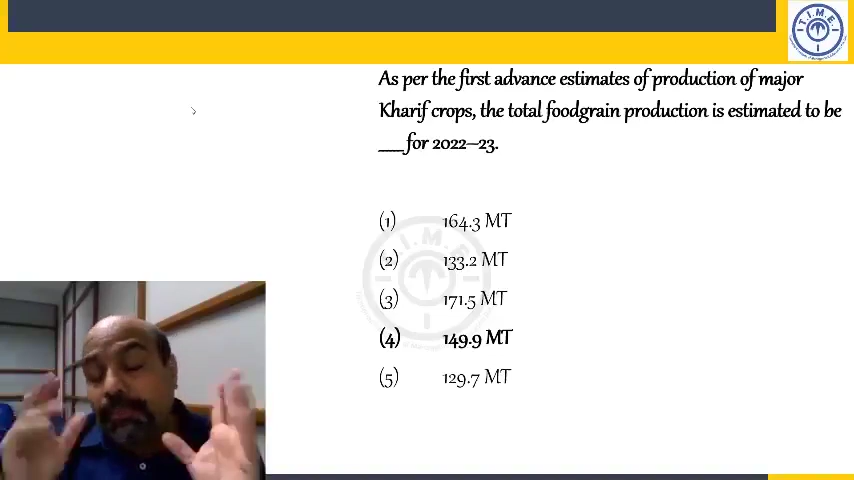 T.I.M.E.
As per the first advance estimates of production of major
Kharif crops, the total foodgrain production is estimated to be
___ for 2022–23.
(1) 164.3 MT
(2) 133.2 MT
(3) 171.5 MT
(4) 149.9 MT
(5) 129.7 MT